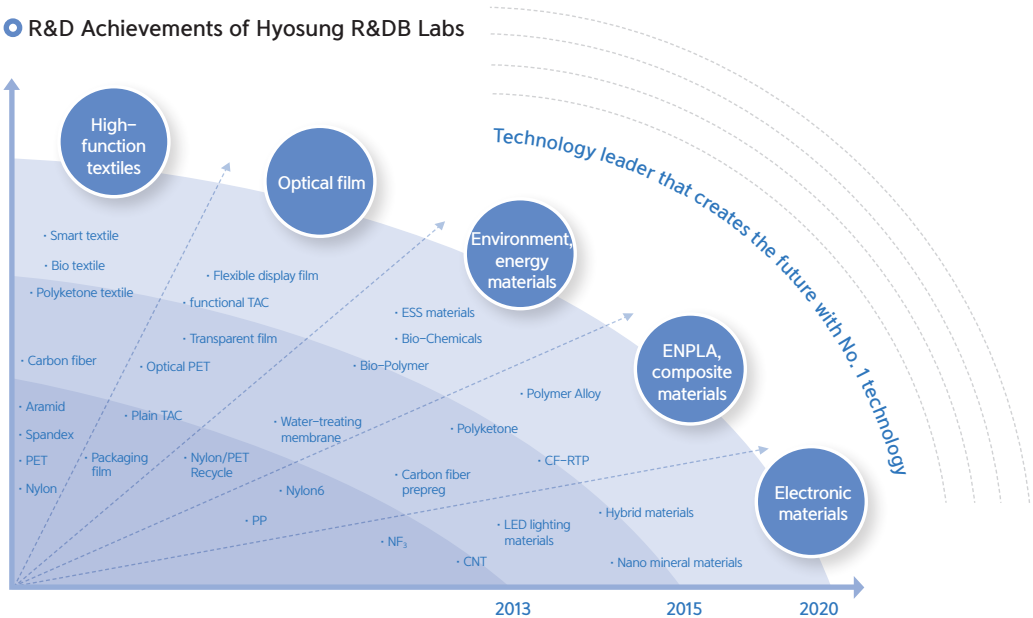 R&D Achievements of Hyosung R&DB Labs
Technology leader that creates the future with No. 1 technology
High-
function
textiles
Optical film
Environment,
energy
materials
ENPLA,
composite
materials
Electronic
materials
· Smart textile
· Bio textile
· Polyketone textile
· Carbon fiber
· Aramid
· Spandex
· PET
· Nylon
· Flexible display film
· functional TAC
· Transparent film
· Optical PET
· Plain TAC
· Packaging
film
· ESS materials
· Bio-Chemicals
· Bio-Polymer
· Water-treating
membrane
· Nylon/PET
Recycle
· Nylon6
· PP
· Polymer Alloy
· Polyketone
· CF-RTP
· Carbon fiber
prepreg
· NF₃
· Hybrid materials
· LED lighting
materials
· CNT
· Nano mineral materials
2013
2015
2020